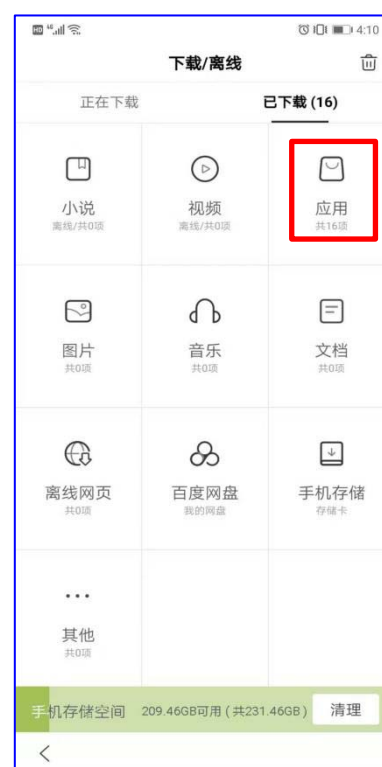 HD 4G 4:10
下载/离线
正在下载 已下载 (16)
小说 视频 应用
离线/共0项 离线/共0项 共16项
图片 音乐 文档
共0项 共0项 共0项
离线网页 百度网盘 手机存储
共0项 我的网盘 存储卡
其他
共0项
手机存储空间 209.46GB可用 ( 共231.46GB ) 清理